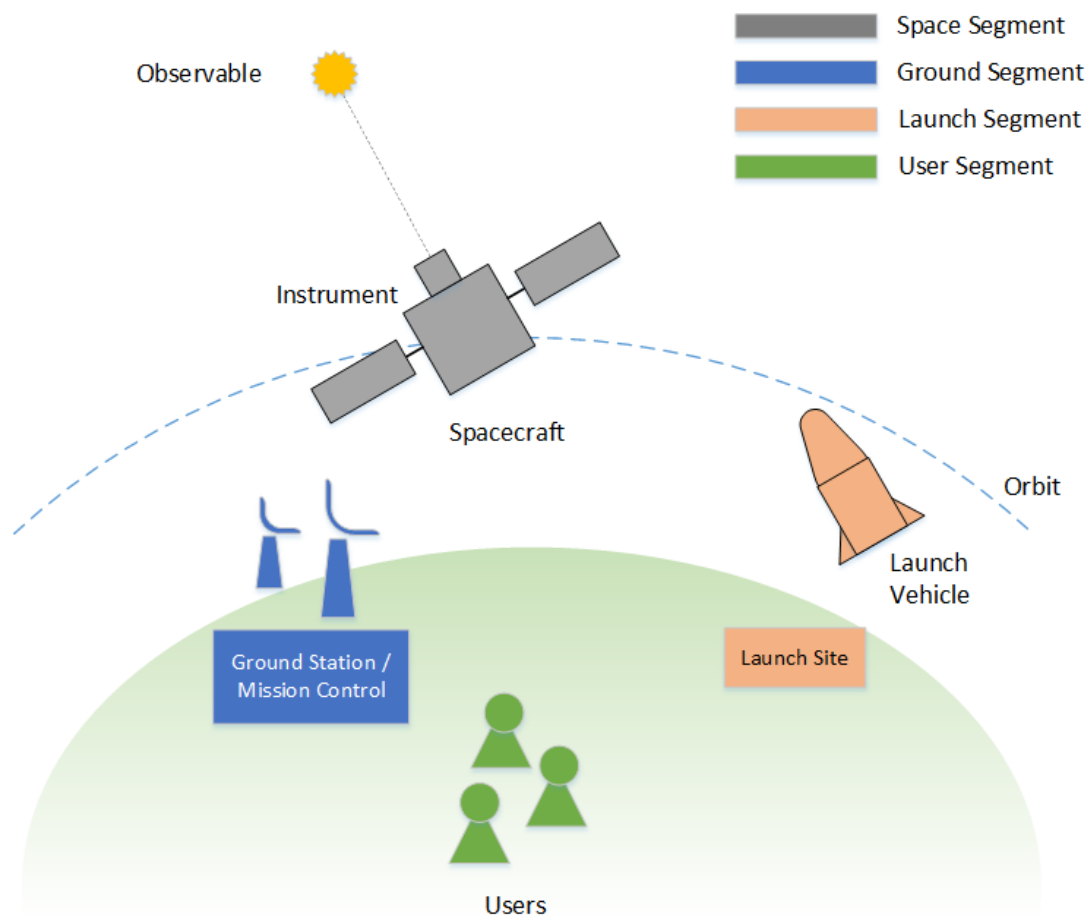 Observable
Space Segment
Ground Segment
Launch Segment
User Segment
Instrument
Spacecraft
Orbit
Launch
Vehicle
Ground Station /
Mission Control
Launch Site
Users